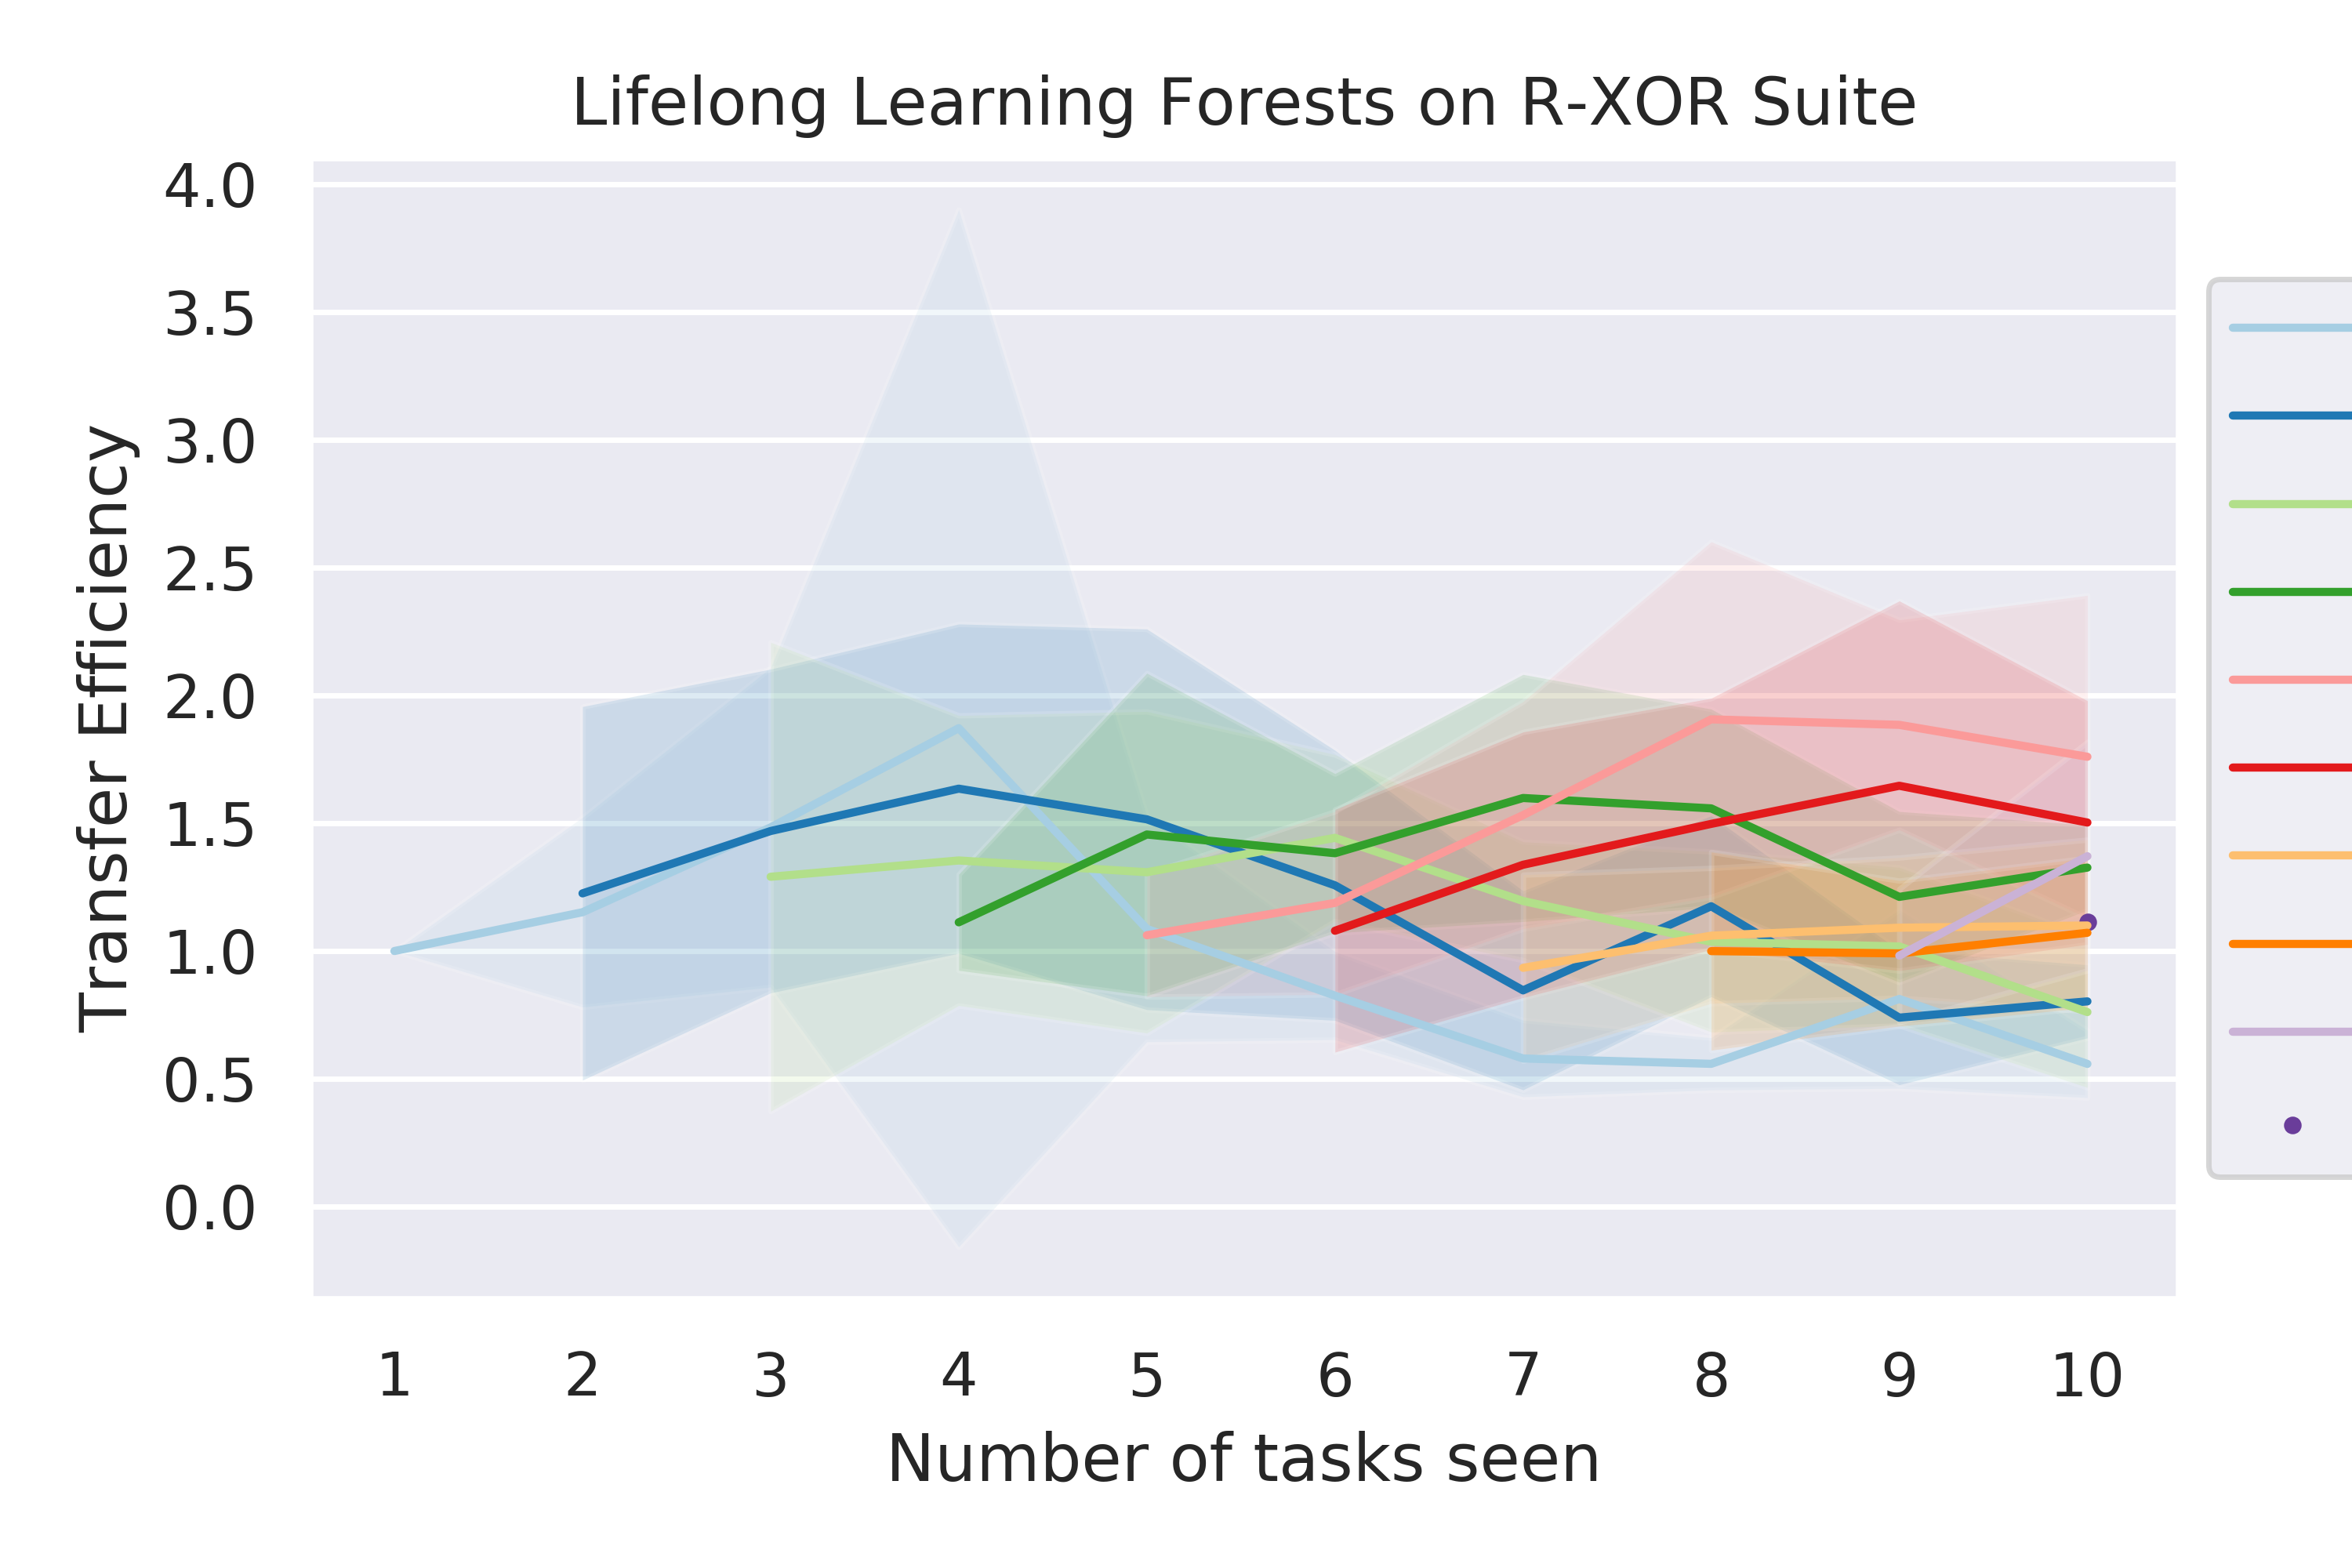 Lifelong Learning Forests on R-XOR Suite
4.0
3.5
3.0
2.5
2.0
1.5
1.0
0.5
0.0
Transfer Efficiency
1 2 3 4 5 6 7 8 9 10
Number of tasks seen